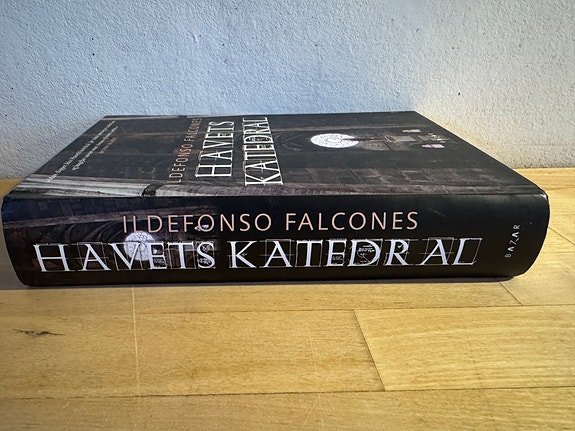 ILDEFONSO FALCONES
HAVETS
KATEDRAL
ILDEFONSO FALCONES
HAVETS KATEDRAL
BAZAR